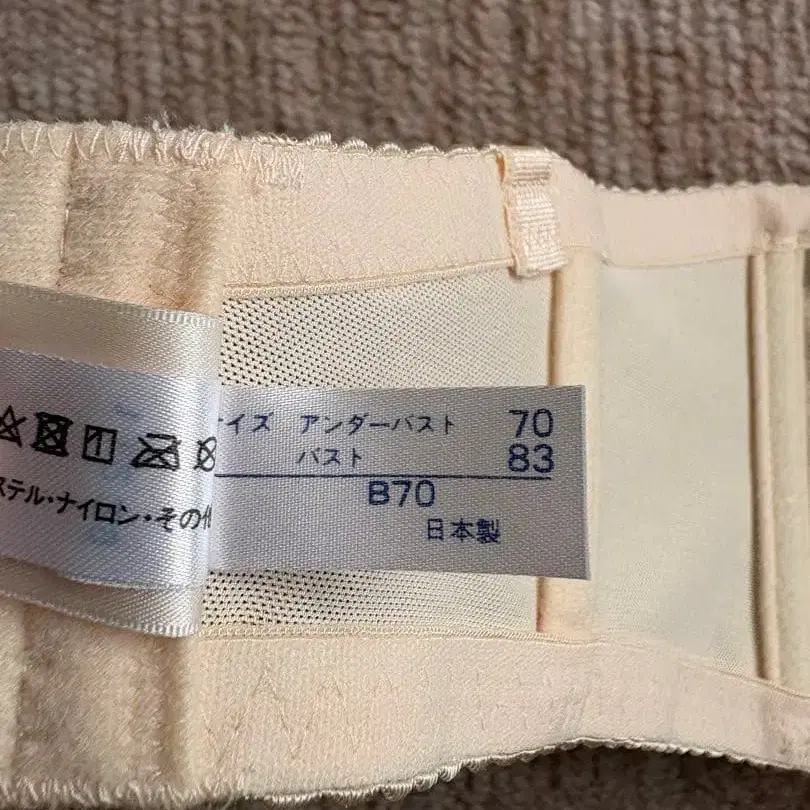 イズ アンダーバスト 70
バスト 83
B70
日本製
ステル・ナイロン・その他